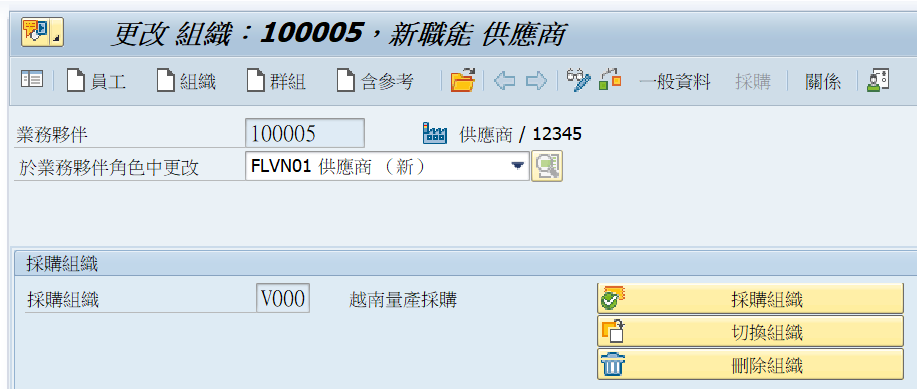 更改 組織：100005，新職能 供應商
員工 組織 群組 含參考 一般資料 採購 關係
業務夥伴 100005 供應商 / 12345
於業務夥伴角色中更改 FLVN01 供應商 （新）
採購組織
採購組織 V000 越南量產採購 採購組織
切換組織
刪除組織